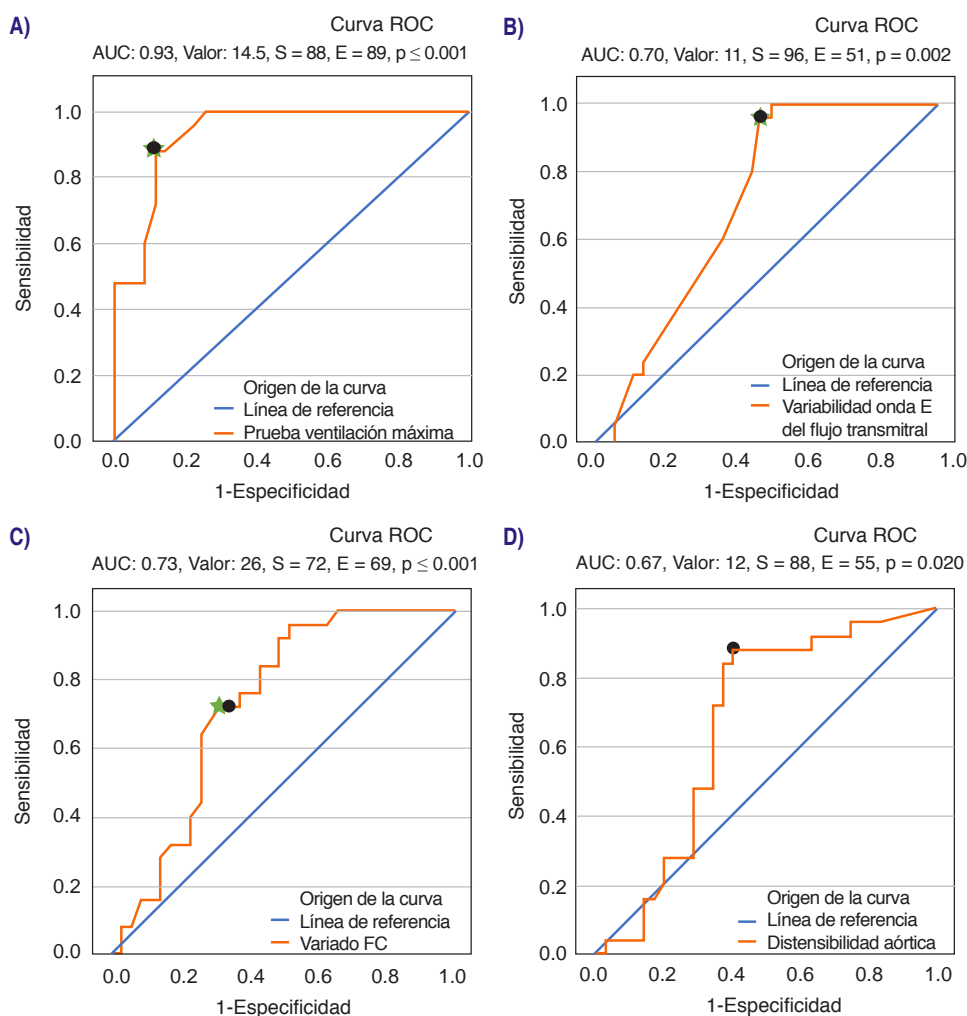 A)
Curva ROC
AUC: 0.93, Valor: 14.5, S = 88, E = 89, p ≤ 0.001
Sensibilidad
1.0
0.8
0.6
0.4
0.2
0.0
Origen de la curva
Línea de referencia
Prueba ventilación máxima
0.0 0.2 0.4 0.6 0.8 1.0
1-Especificidad
B)
Curva ROC
AUC: 0.70, Valor: 11, S = 96, E = 51, p = 0.002
Sensibilidad
1.0
0.8
0.6
0.4
0.2
0.0
Origen de la curva
Línea de referencia
Variabilidad onda E
del flujo transmitral
0.0 0.2 0.4 0.6 0.8 1.0
1-Especificidad
C)
Curva ROC
AUC: 0.73, Valor: 26, S = 72, E = 69, p ≤ 0.001
Sensibilidad
1.0
0.8
0.6
0.4
0.2
0.0
Origen de la curva
Línea de referencia
Variado FC
0.0 0.2 0.4 0.6 0.8 1.0
1-Especificidad
D)
Curva ROC
AUC: 0.67, Valor: 12, S = 88, E = 55, p = 0.020
Sensibilidad
1.0
0.8
0.6
0.4
0.2
0.0
Origen de la curva
Línea de referencia
Distensibilidad aórtica
0.0 0.2 0.4 0.6 0.8 1.0
1-Especificidad